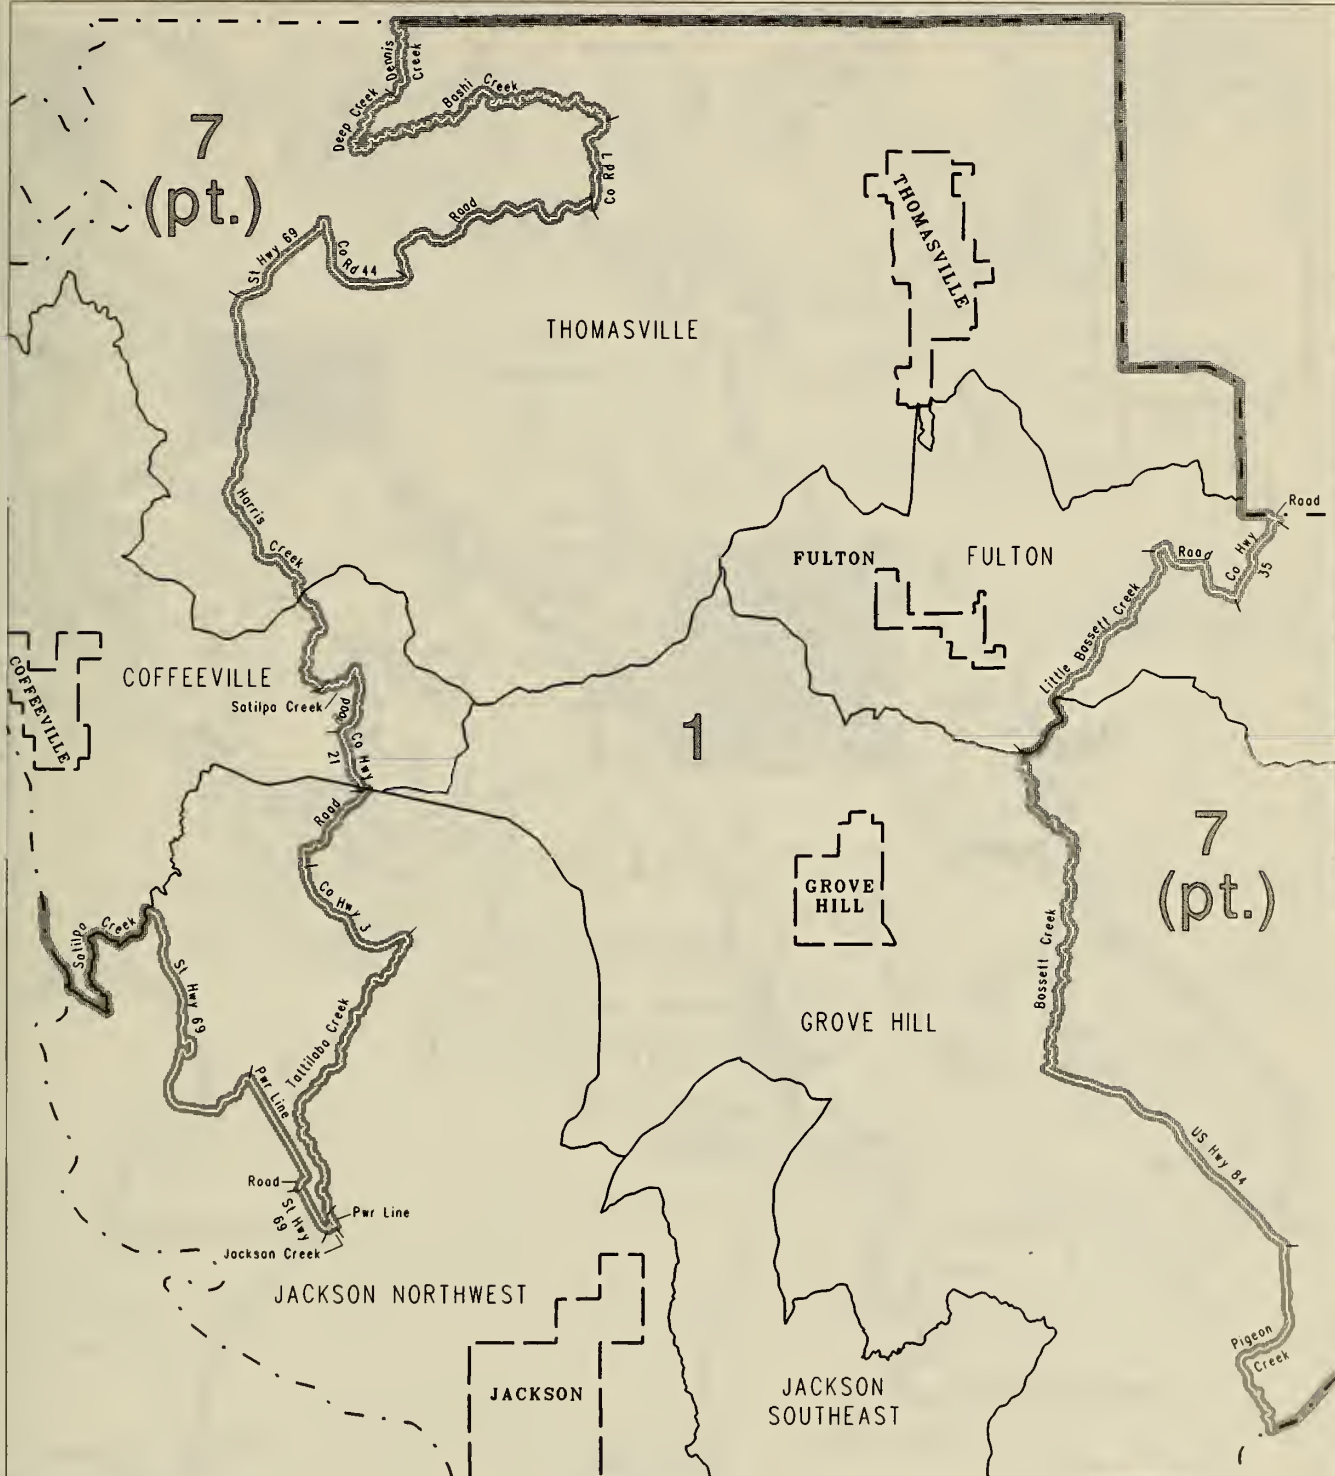 Dennis
Creek
Deep Creek
Bashi Creek
7
(pt.)
Co Rd 7
Road
St Hwy 69
Co Rd 44
THOMASVILLE
THOMASVILLE
Harris
Creek
Road
Co Hwy
35
Road
FULTON
FULTON
Little Bassett Creek
COFFEEVILLE
COFFEEVILLE
Satilpa Creek
Road
Co Hwy
21
1
Road
7
(pt.)
GROVE
HILL
Co Hwy 3
Satilpa Creek
St Hwy 69
Bassett Creek
GROVE HILL
Tattilaba Creek
Pwr Line
US Hwy 84
Road
St Hwy
69
Pwr Line
Jackson Creek
JACKSON NORTHWEST
Pigeon
Creek
JACKSON
JACKSON
SOUTHEAST